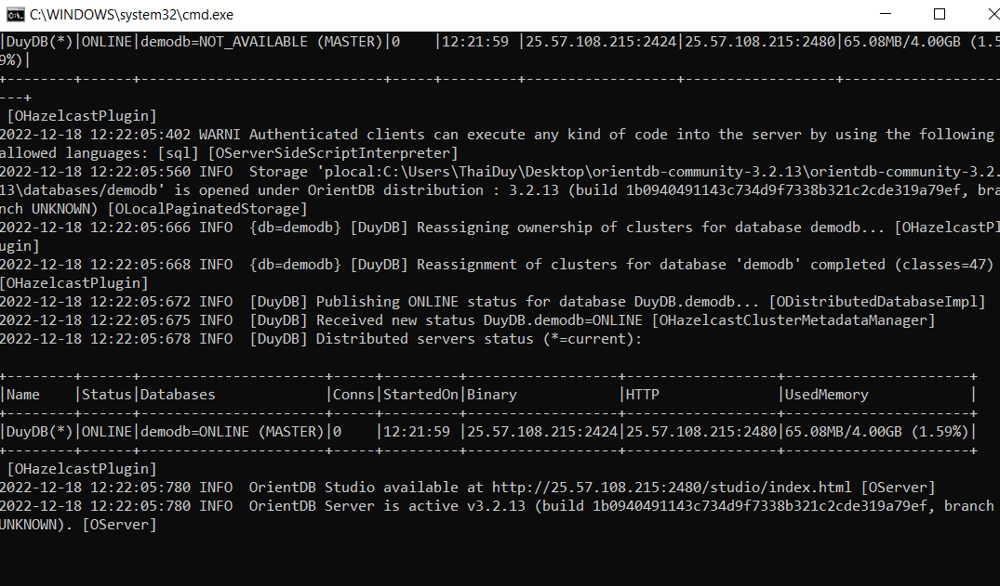 C:\WINDOWS\system32\cmd.exe
|DuyDB(*)|ONLINE|demodb=NOT_AVAILABLE (MASTER)|0    |12:21:59 |25.57.108.215:2424|25.57.108.215:2480|65.08MB/4.00GB (1.5
9%)|
+--------+------+-----------------------------+-----+---------+------------------+------------------+-------------------
---+
 [OHazelcastPlugin]
2022-12-18 12:22:05:402 WARNI Authenticated clients can execute any kind of code into the server by using the following
allowed languages: [sql] [OServerSideScriptInterpreter]
2022-12-18 12:22:05:560 INFO  Storage 'plocal:C:\Users\ThaiDuy\Desktop\orientdb-community-3.2.13\orientdb-community-3.2.
13\databases/demodb' is opened under OrientDB distribution : 3.2.13 (build 1b0940491143c734d9f7338b321c2cde319a79ef, bra
nch UNKNOWN) [OLocalPaginatedStorage]
2022-12-18 12:22:05:666 INFO  {db=demodb} [DuyDB] Reassigning ownership of clusters for database demodb... [OHazelcastPl
ugin]
2022-12-18 12:22:05:668 INFO  {db=demodb} [DuyDB] Reassignment of clusters for database 'demodb' completed (classes=47)
[OHazelcastPlugin]
2022-12-18 12:22:05:672 INFO  [DuyDB] Publishing ONLINE status for database DuyDB.demodb... [ODistributedDatabaseImpl]
2022-12-18 12:22:05:675 INFO  [DuyDB] Received new status DuyDB.demodb=ONLINE [OHazelcastClusterMetadataManager]
2022-12-18 12:22:05:678 INFO  [DuyDB] Distributed servers status (*=current):
+--------+------+----------------------+-----+---------+------------------+------------------+----------------------+
|Name    |Status|Databases             |Conns|StartedOn|Binary            |HTTP              |UsedMemory            |
+--------+------+----------------------+-----+---------+------------------+------------------+----------------------+
|DuyDB(*)|ONLINE|demodb=ONLINE (MASTER)|0    |12:21:59 |25.57.108.215:2424|25.57.108.215:2480|65.08MB/4.00GB (1.59%)|
+--------+------+----------------------+-----+---------+------------------+------------------+----------------------+
 [OHazelcastPlugin]
2022-12-18 12:22:05:780 INFO  OrientDB Studio available at http://25.57.108.215:2480/studio/index.html [OServer]
2022-12-18 12:22:05:780 INFO  OrientDB Server is active v3.2.13 (build 1b0940491143c734d9f7338b321c2cde319a79ef, branch
UNKNOWN). [OServer]